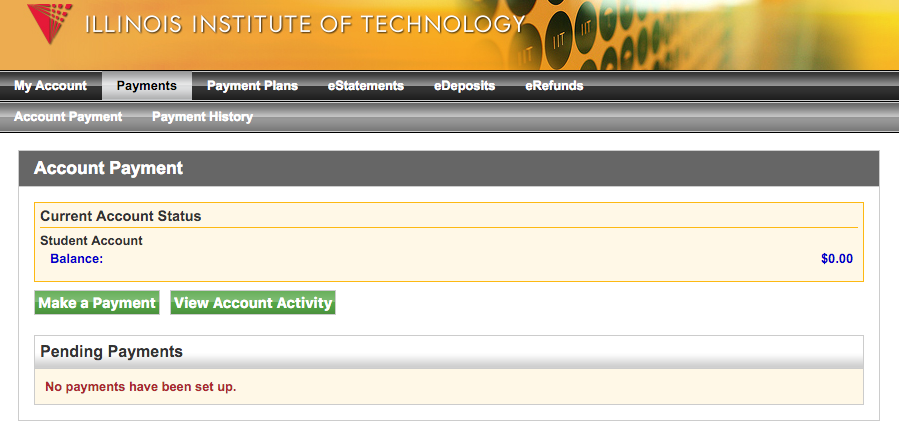 ILLINOIS INSTITUTE OF TECHNOLOGY
IIT IIT IIT
My Account Payments Payment Plans eStatements eDeposits eRefunds
Account Payment Payment History
Account Payment
Current Account Status
Student Account
Balance: $0.00
Make a Payment View Account Activity
Pending Payments
No payments have been set up.